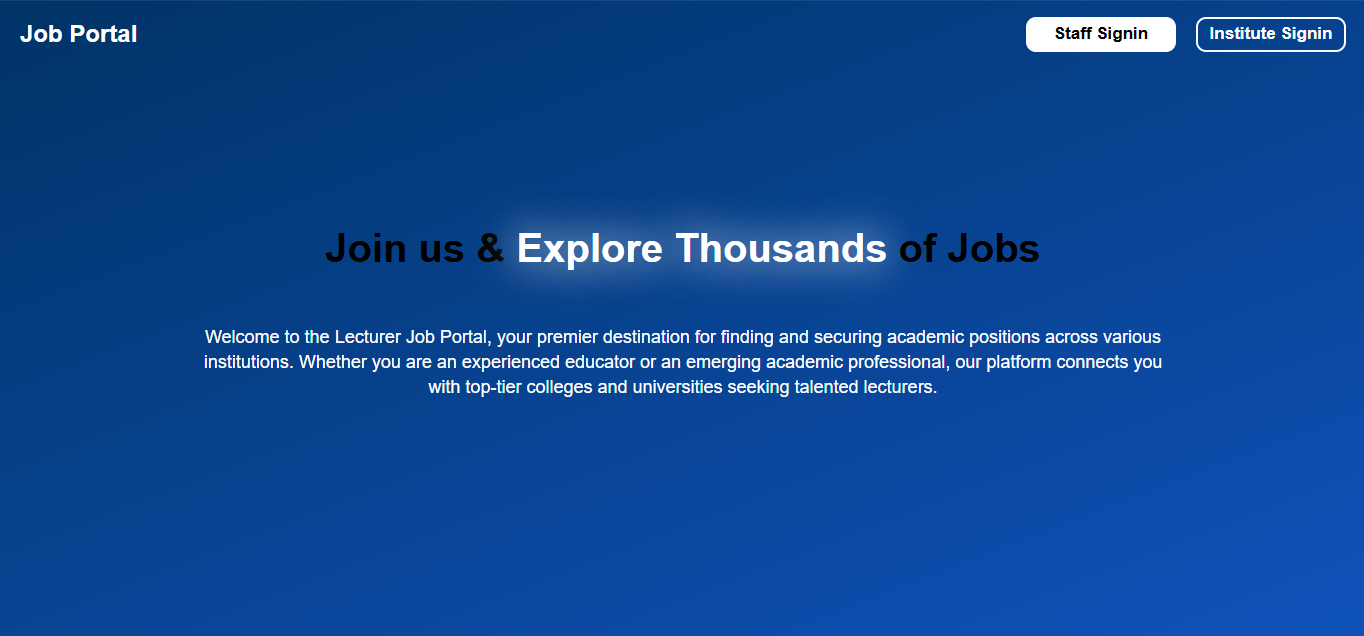 Job Portal
Staff Signin
Institute Signin
Join us & Explore Thousands of Jobs
Welcome to the Lecturer Job Portal, your premier destination for finding and securing academic positions across various
institutions. Whether you are an experienced educator or an emerging academic professional, our platform connects you
with top-tier colleges and universities seeking talented lecturers.